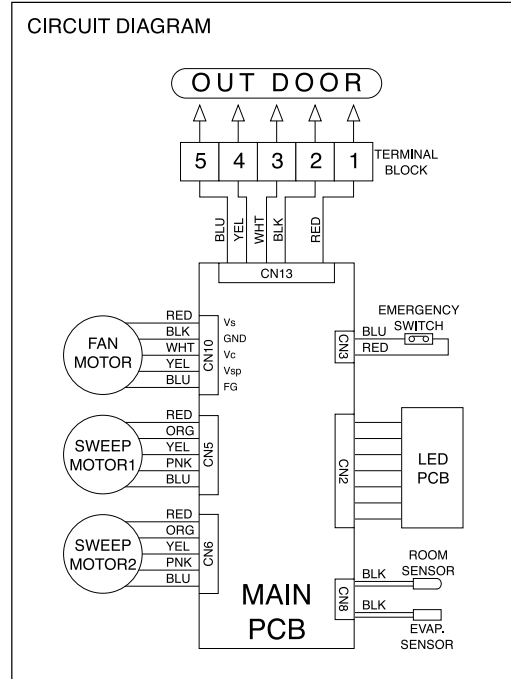 CIRCUIT DIAGRAM
OUT DOOR
5 4 3 2 1
TERMINAL
BLOCK
BLU
YEL
WHT
BLK
RED
CN13
FAN
MOTOR
RED
BLK
WHT
YEL
BLU
CN10
Vs
GND
Vc
Vsp
FG
EMERGENCY
SWITCH
CN3
BLU
RED
SWEEP
MOTOR1
RED
ORG
YEL
PNK
BLU
CN5
CN2
LED
PCB
SWEEP
MOTOR2
RED
ORG
YEL
PNK
BLU
CN6
MAIN
PCB
CN8
BLK
BLK
ROOM
SENSOR
EVAP.
SENSOR